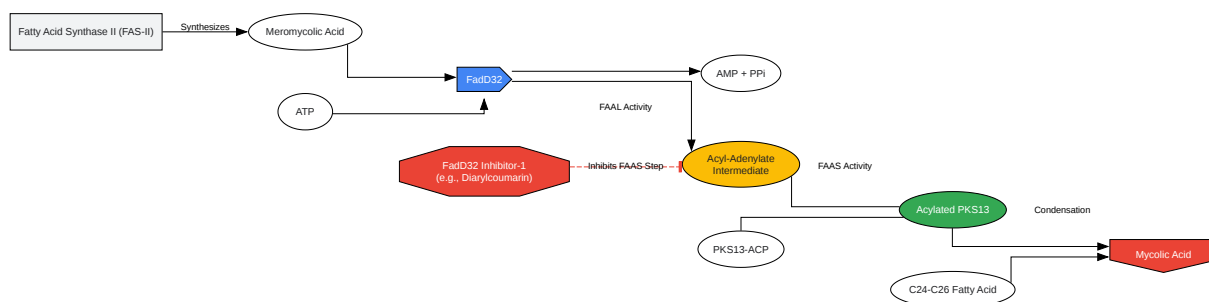 Fatty Acid Synthase II (FAS-II)
Synthesizes
Meromycolic Acid
FadD32
AMP + PPi
ATP
FAAL Activity
FadD32 Inhibitor-1
(e.g., Diarylcoumarin)
Inhibits FAAS Step
Acyl-Adenylate
Intermediate
FAAS Activity
Acylated PKS13
Condensation
PKS13-ACP
Mycolic Acid
C24-C26 Fatty Acid